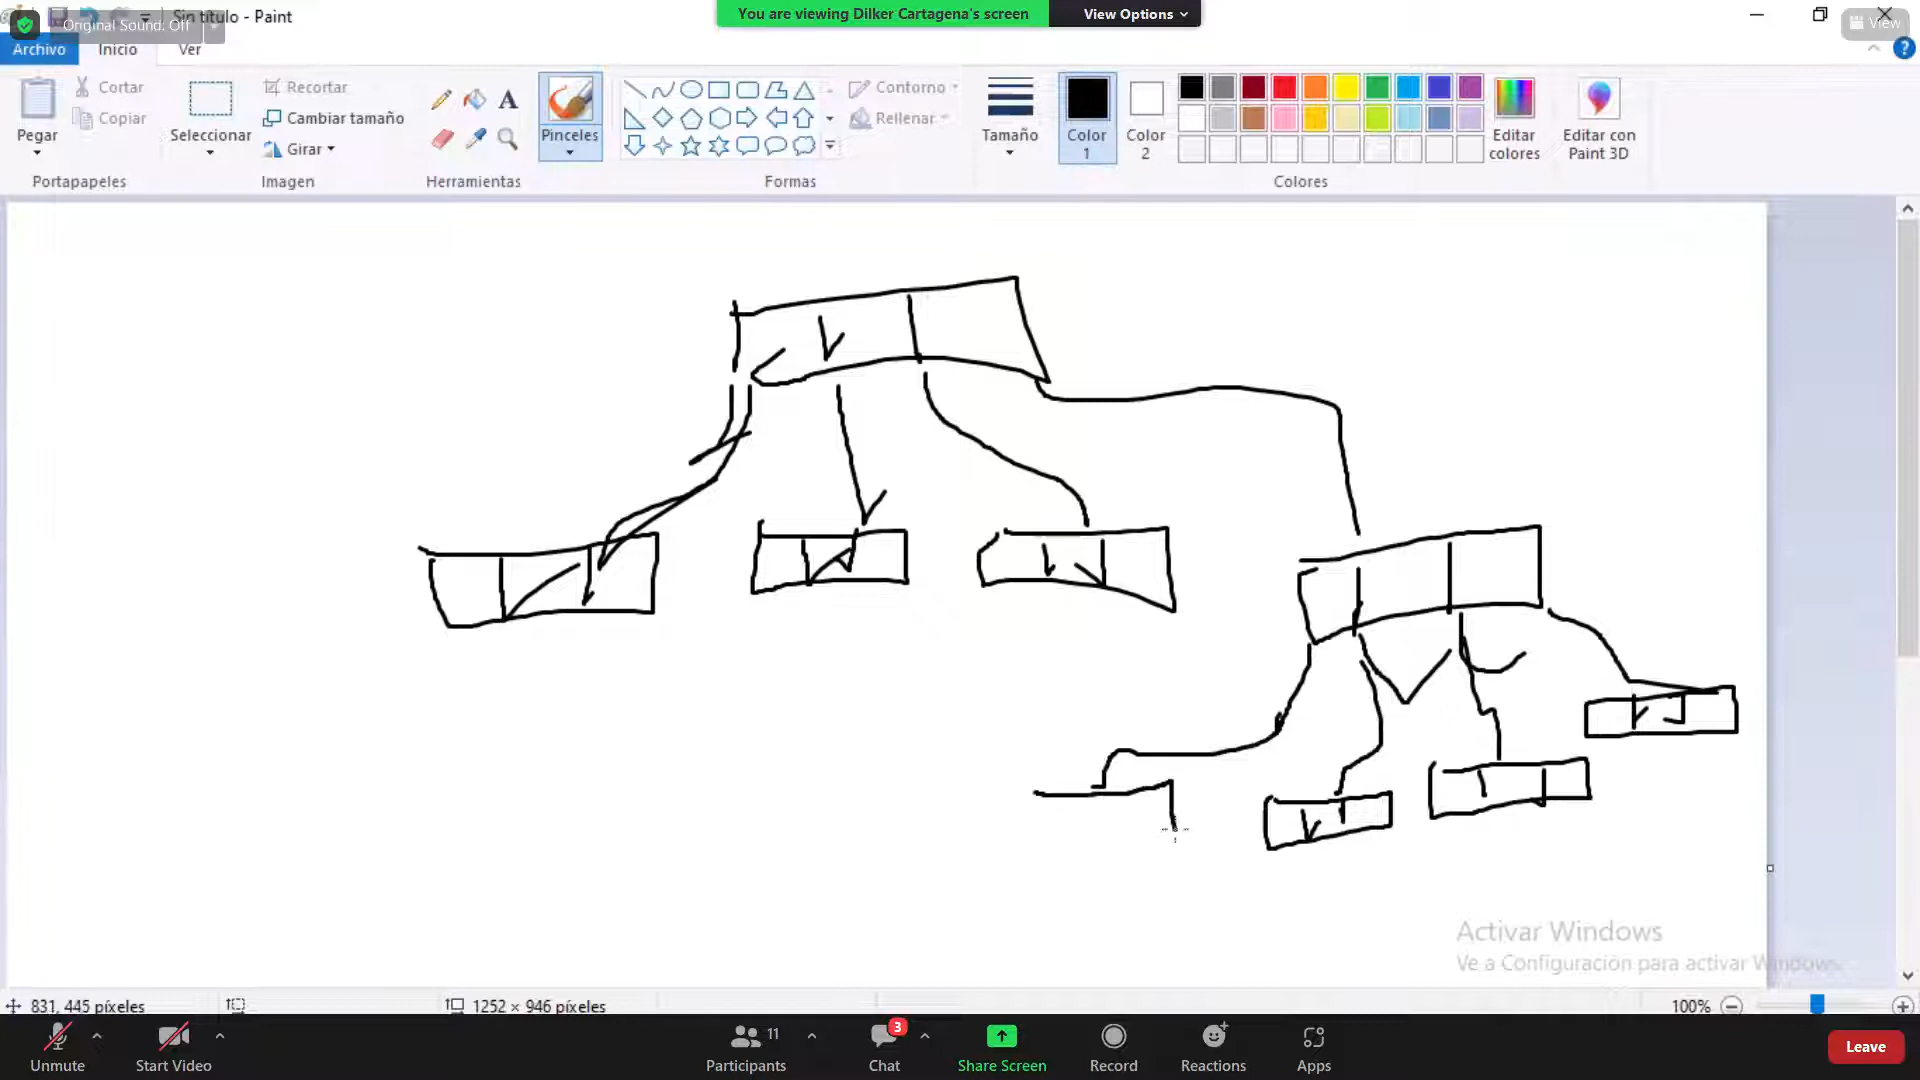 Sin título - Paint
You are viewing Dilker Cartagena's screen
View Options
Original Sound: Off
View
Archivo
Inicio
Ver
Pegar
Cortar
Copiar
Portapapeles
Seleccionar
Recortar
Cambiar tamaño
Girar
Imagen
Herramientas
Pinceles
Contorno
Rellenar
Formas
Tamaño
Color 1
Color 2
Editar colores
Editar con Paint 3D
Colores
Activar Windows
Ve a Configuración para activar Windows.
831, 445 píxeles
1252 × 946 píxeles
100%
Unmute
Start Video
11
Participants
3
Chat
Share Screen
Record
Reactions
Apps
Leave